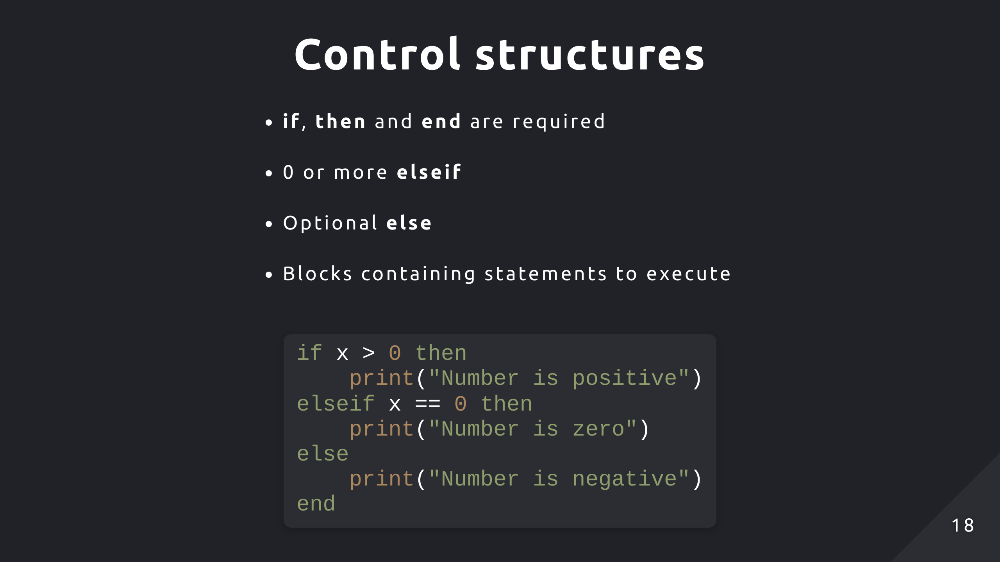 Control structures
• if, then and end are required
• 0 or more elseif
• Optional else
• Blocks containing statements to execute
if x > 0 then
    print("Number is positive")
elseif x == 0 then
    print("Number is zero")
else
    print("Number is negative")
end
18